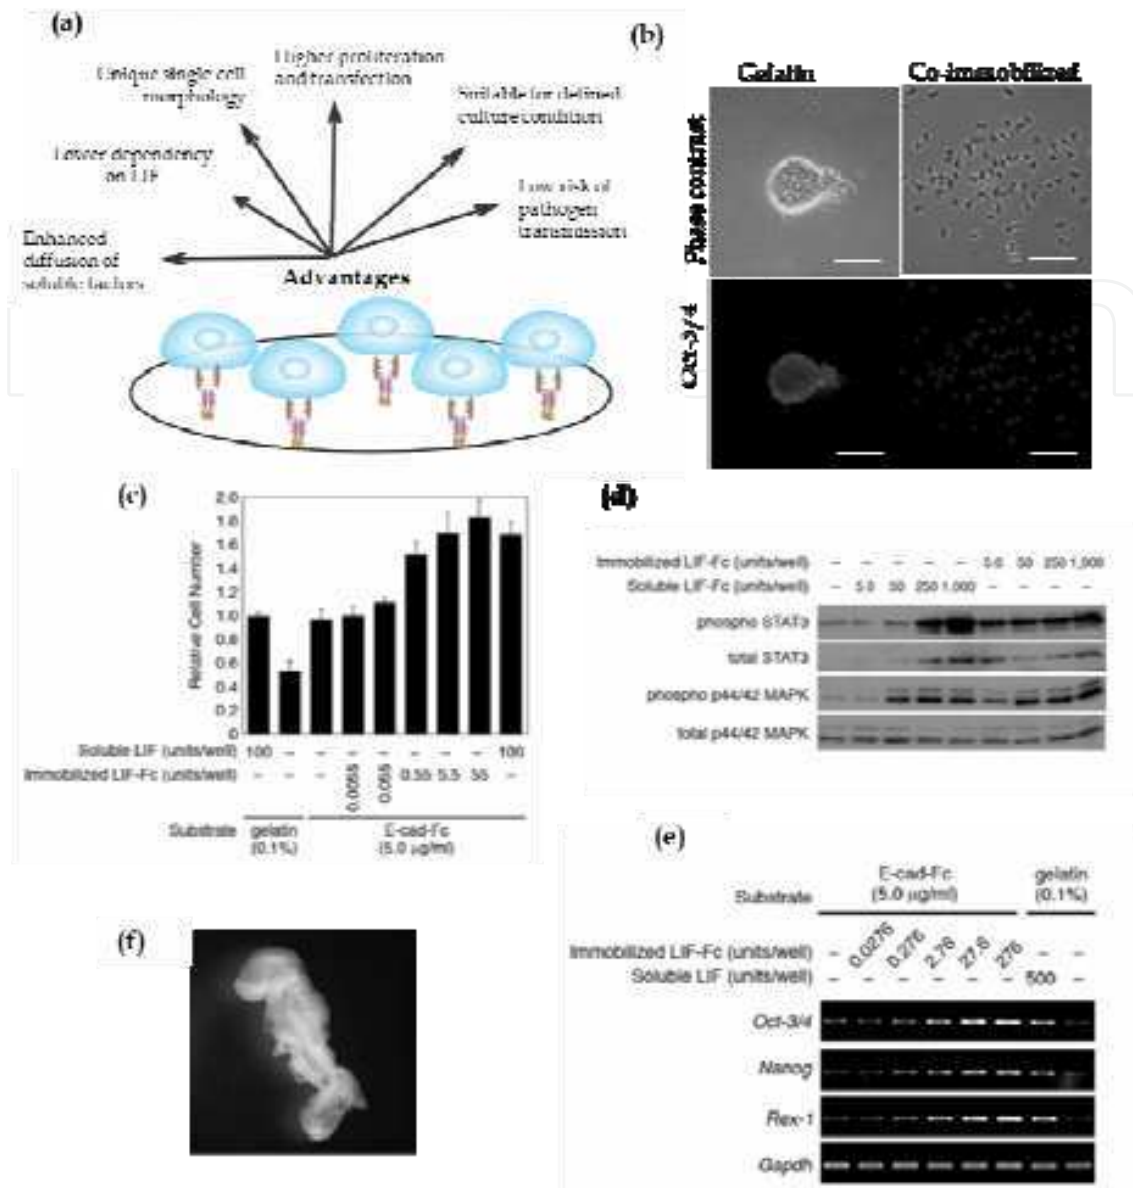 (a)
Unique single cell
morphology
Higher proliferation
and transfection
Suitable for defined
culture condition
Lower dependency
on LIF
Low risk of
pathogen
transmission
Enhanced
diffusion of
soluble factors
Advantages
(b)
Gelatin
Co-immobilized
Phase contrast
Oct-3/4
(c)
Relative Cell Number
2.0
1.8
1.6
1.4
1.2
1.0
0.8
0.6
0.4
0.2
0
Soluble LIF (units/well) 100 – – – – – – – 100
Immobilized LIF-Fc (units/well) – – – 0.0055 0.055 0.55 5.5 55 –
Substrate gelatin E-cad-Fc
(0.1%) (5.0 µg/ml)
(d)
Immobilized LIF-Fc (units/well) – – – – – 5.0 50 250 1,000
Soluble LIF-Fc (units/well) – 5.0 50 250 1,000 – – – –
phospho STAT3
total STAT3
phospho p44/42 MAPK
total p44/42 MAPK
(e)
E-cad-Fc gelatin
Substrate (5.0 µg/ml) (0.1%)
Immobilized LIF-Fc (units/well) – 0.0276 0.276 2.76 27.6 276 – –
Soluble LIF (units/well) – – – – – – 500 –
Oct-3/4
Nanog
Rex-1
Gapdh
(f)